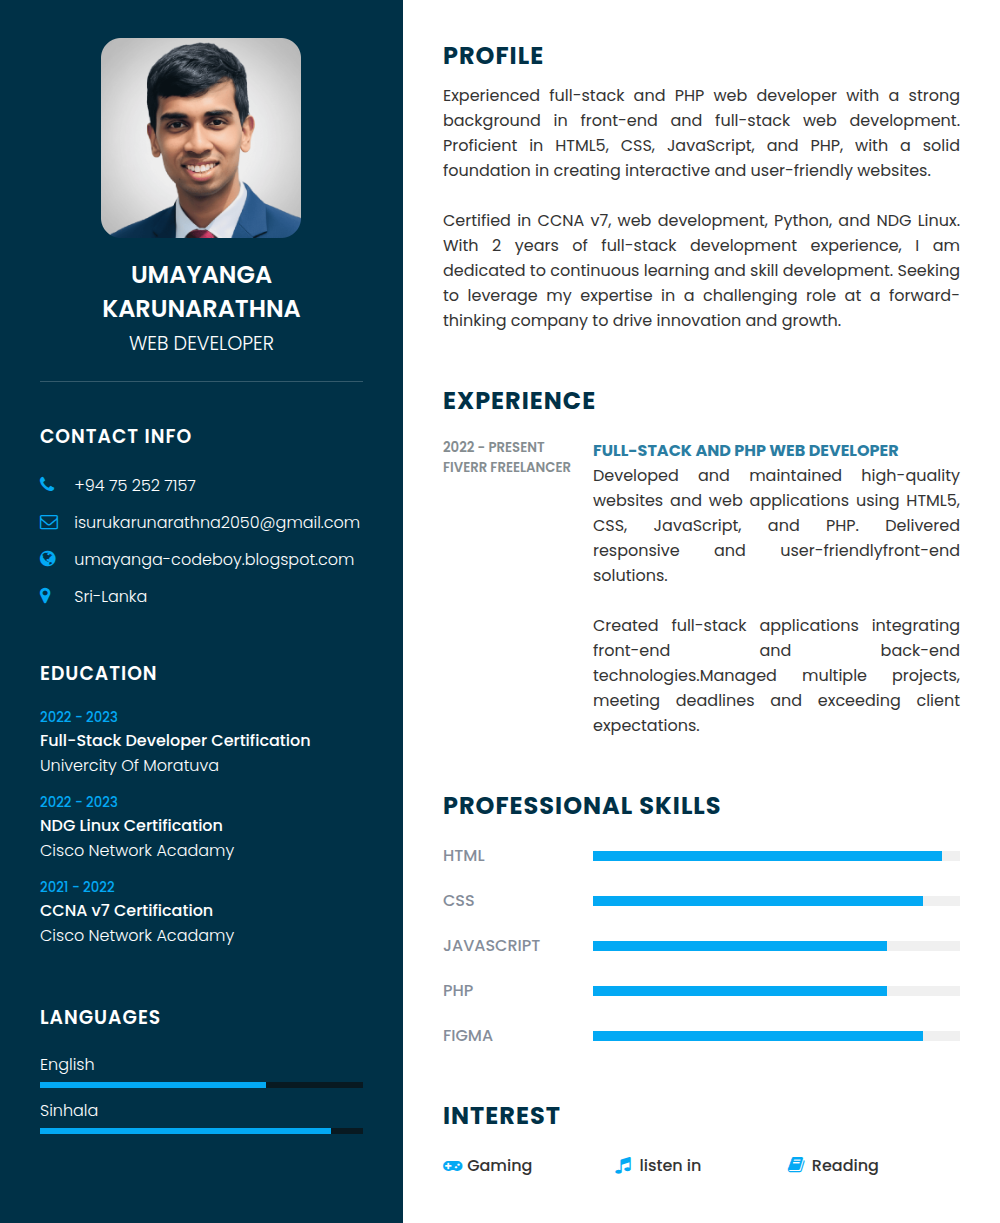 UMAYANGA
KARUNARATHNA
WEB DEVELOPER
CONTACT INFO
+94 75 252 7157
isurukarunarathna2050@gmail.com
umayanga-codeboy.blogspot.com
Sri-Lanka
EDUCATION
2022 - 2023
Full-Stack Developer Certification
Univercity Of Moratuva
2022 - 2023
NDG Linux Certification
Cisco Network Acadamy
2021 - 2022
CCNA v7 Certification
Cisco Network Acadamy
LANGUAGES
English
Sinhala
PROFILE
Experienced full-stack and PHP web developer with a strong
background in front-end and full-stack web development.
Proficient in HTML5, CSS, JavaScript, and PHP, with a solid
foundation in creating interactive and user-friendly websites.
Certified in CCNA v7, web development, Python, and NDG Linux.
With 2 years of full-stack development experience, I am
dedicated to continuous learning and skill development. Seeking
to leverage my expertise in a challenging role at a forward-
thinking company to drive innovation and growth.
EXPERIENCE
2022 - PRESENT
FIVERR FREELANCER
FULL-STACK AND PHP WEB DEVELOPER
Developed and maintained high-quality
websites and web applications using HTML5,
CSS, JavaScript, and PHP. Delivered
responsive and user-friendlyfront-end
solutions.
Created full-stack applications integrating
front-end and back-end
technologies.Managed multiple projects,
meeting deadlines and exceeding client
expectations.
PROFESSIONAL SKILLS
HTML
CSS
JAVASCRIPT
PHP
FIGMA
INTEREST
Gaming
listen in
Reading